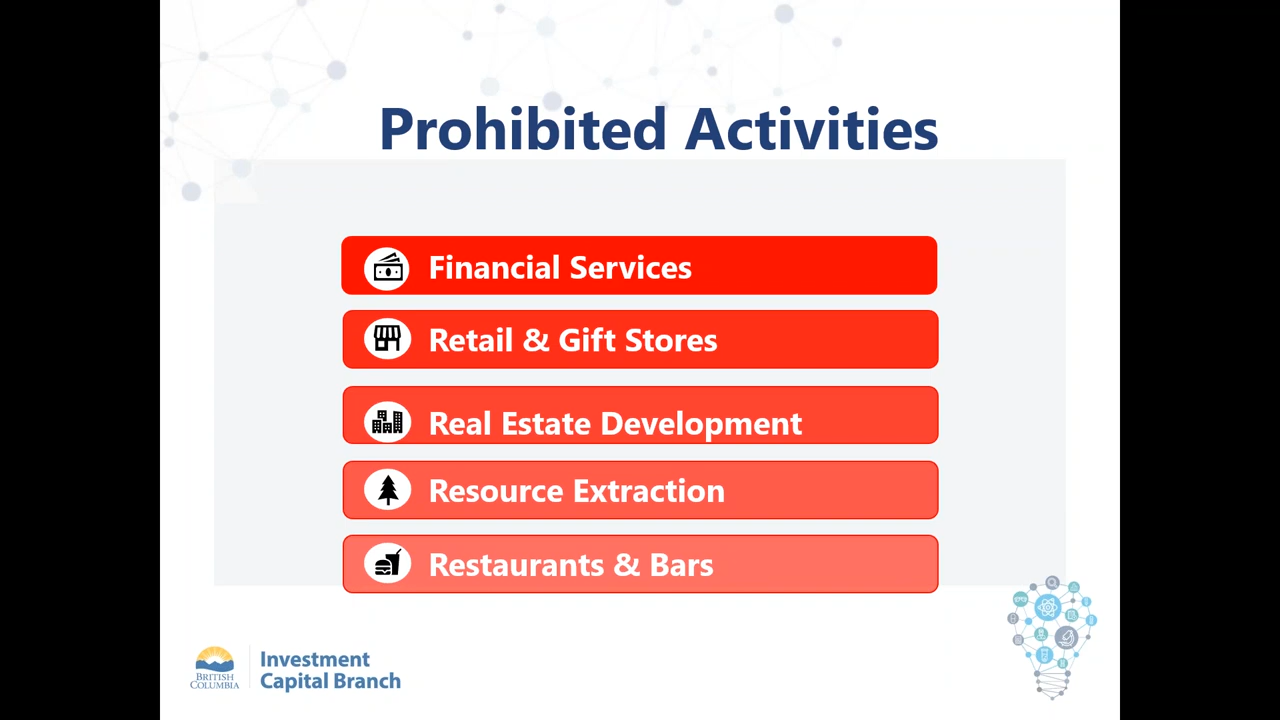 Prohibited Activities
Financial Services
Retail & Gift Stores
Real Estate Development
Resource Extraction
Restaurants & Bars
BRITISH
COLUMBIA
Investment
Capital Branch